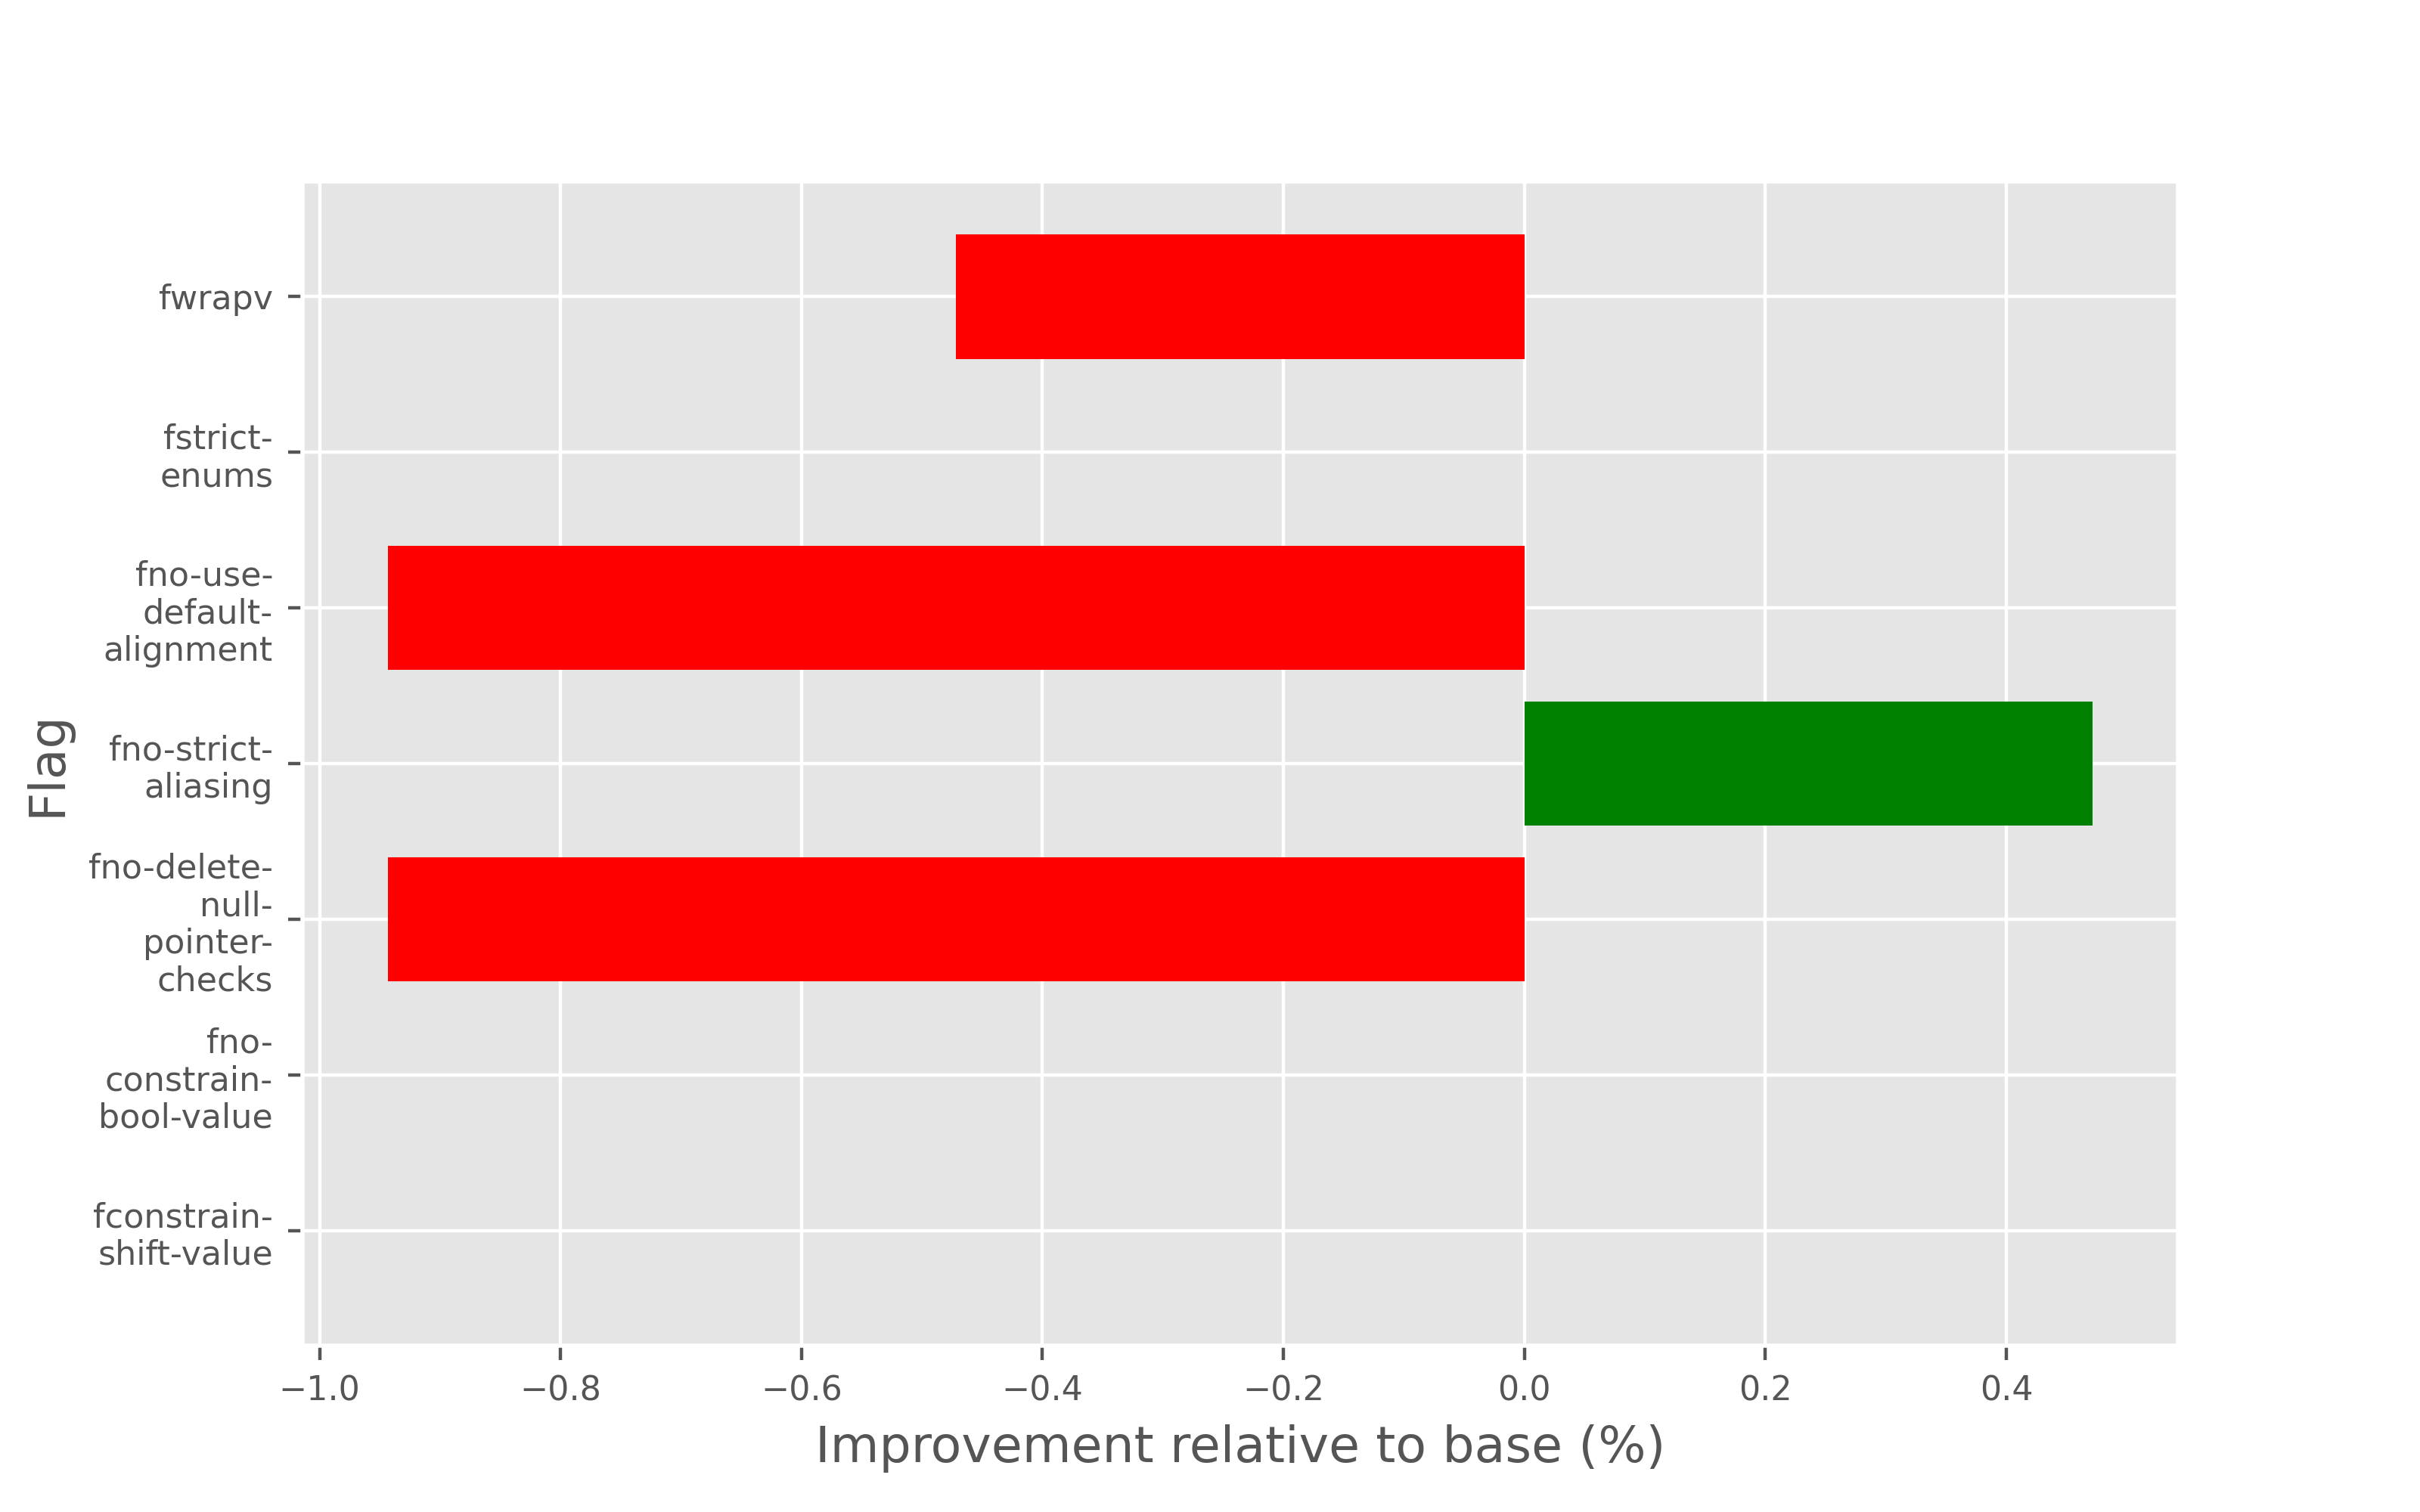 fwrapv
fstrict-
enums
fno-use-
default-
alignment
fno-strict-
aliasing
fno-delete-
null-
pointer-
checks
fno-
constrain-
bool-value
fconstrain-
shift-value
Flag
−1.0 −0.8 −0.6 −0.4 −0.2 0.0 0.2 0.4
Improvement relative to base (%)